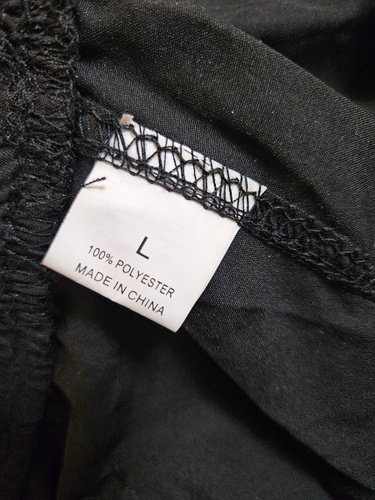 L
100% POLYESTER
MADE IN CHINA